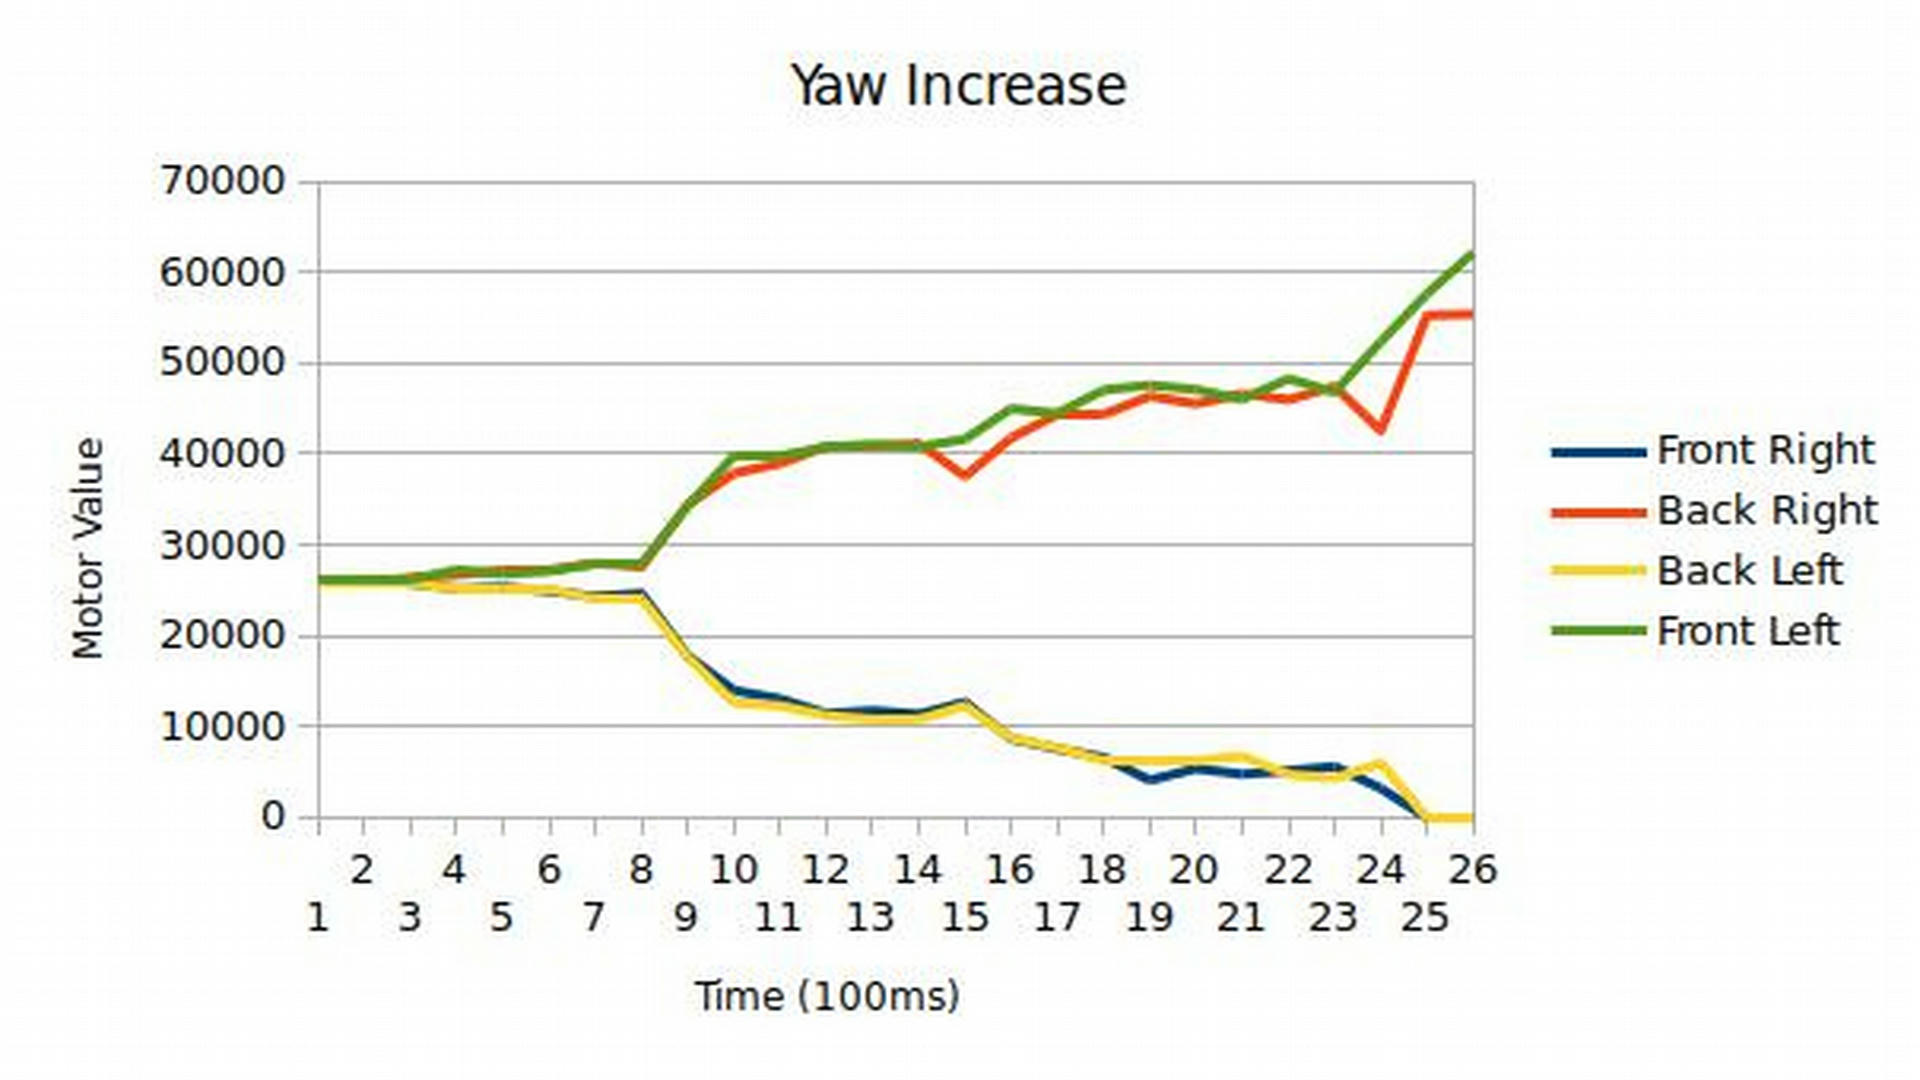 Yaw Increase
70000
60000
50000
40000
30000
20000
10000
0
Motor Value
2 4 6 8 10 12 14 16 18 20 22 24 26
1 3 5 7 9 11 13 15 17 19 21 23 25
Time (100ms)
Front Right
Back Right
Back Left
Front Left